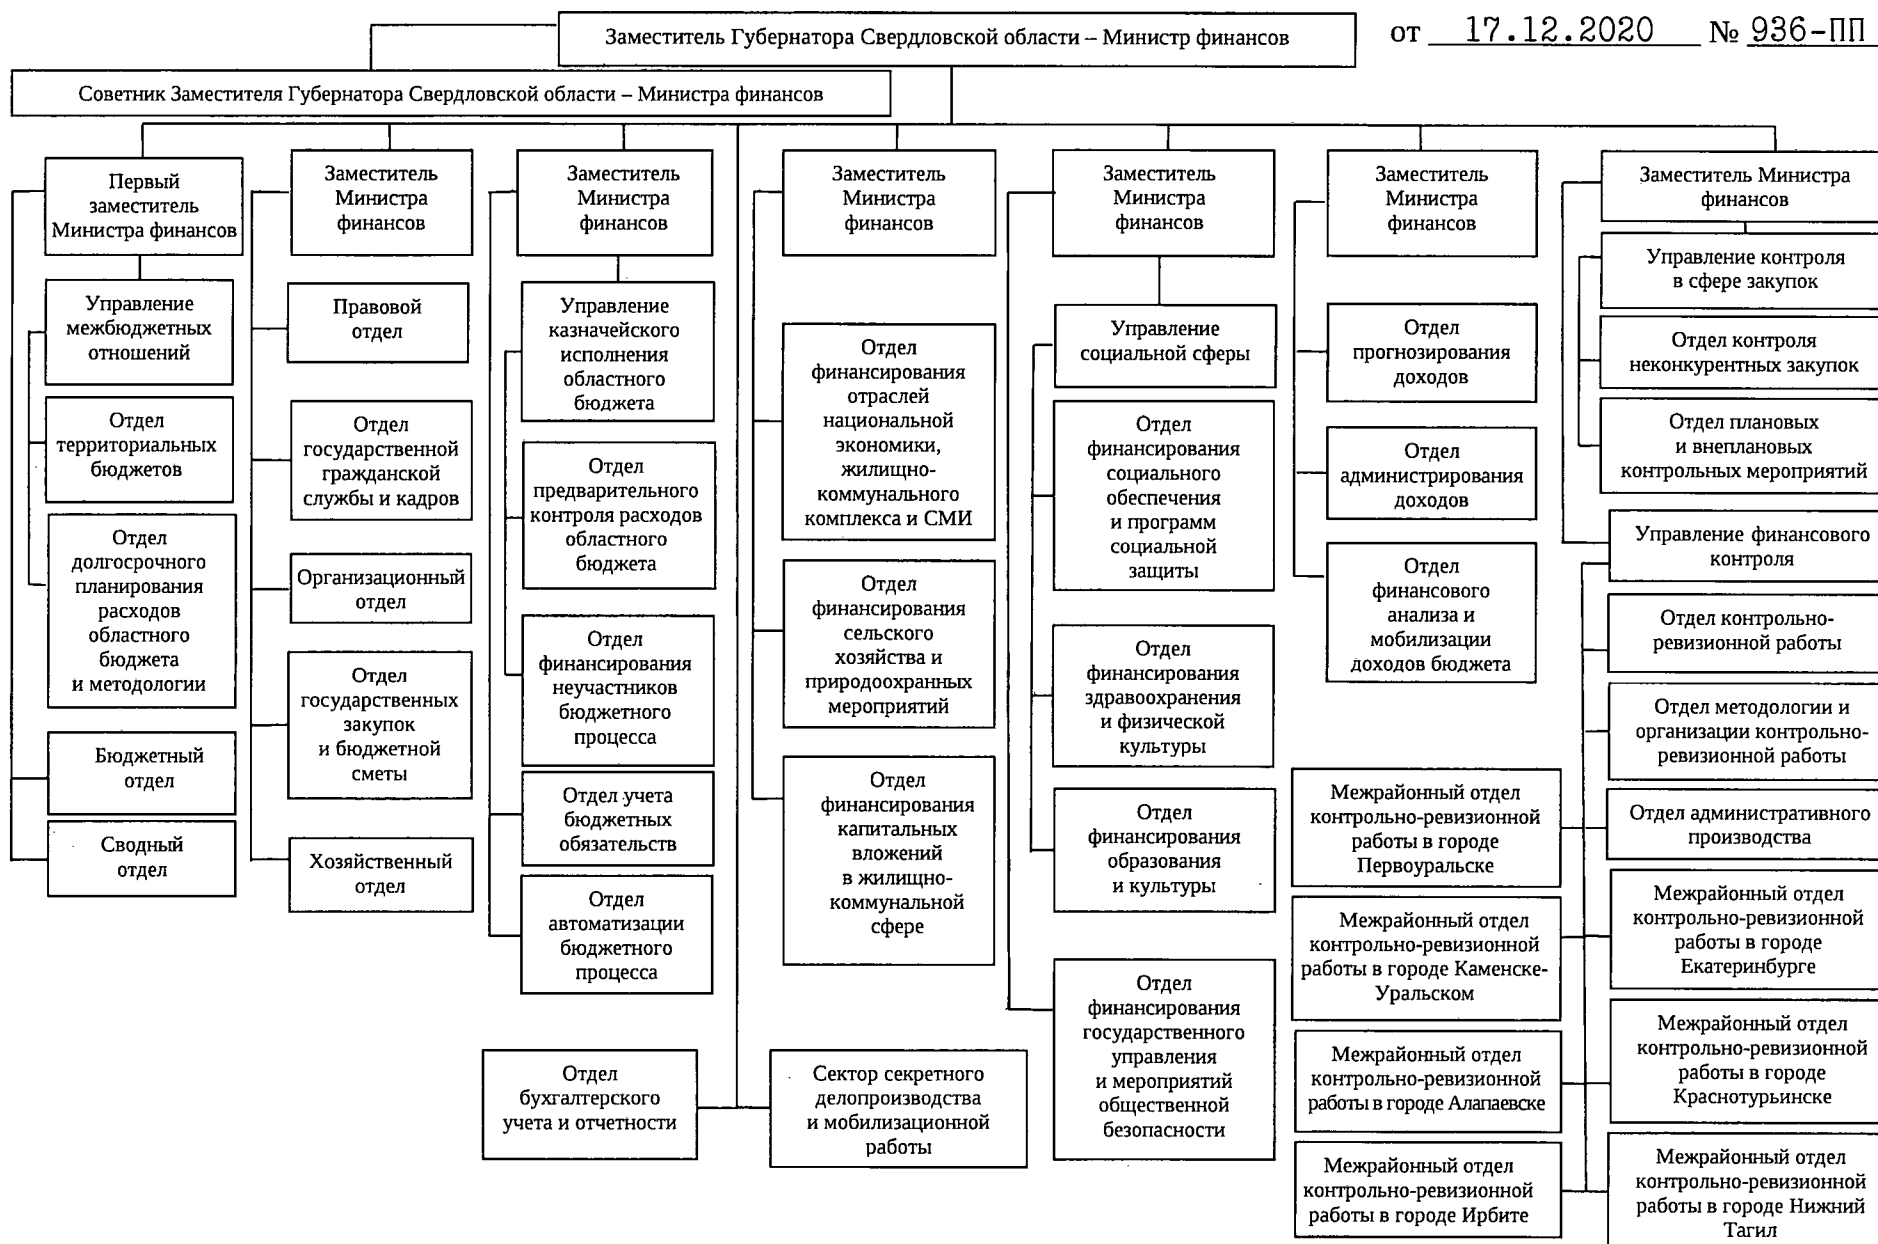 Заместитель Губернатора Свердловской области – Министр финансов
от 17.12.2020 № 936-ПП
Советник Заместителя Губернатора Свердловской области – Министра финансов
Первый
заместитель
Министра финансов
Управление
межбюджетных
отношений
Отдел
территориальных
бюджетов
Отдел
долгосрочного
планирования
расходов
областного
бюджета
и методологии
Бюджетный
отдел
Сводный
отдел
Заместитель
Министра
финансов
Правовой
отдел
Отдел
государственной
гражданской
службы и кадров
Организационный
отдел
Отдел
государственных
закупок
и бюджетной
сметы
Хозяйственный
отдел
Заместитель
Министра
финансов
Управление
казначейского
исполнения
областного
бюджета
Отдел
предварительного
контроля расходов
областного
бюджета
Отдел
финансирования
неучастников
бюджетного
процесса
Отдел учета
бюджетных
обязательств
Отдел
автоматизации
бюджетного
процесса
Отдел
бухгалтерского
учета и отчетности
Сектор секретного
делопроизводства
и мобилизационной
работы
Заместитель
Министра
финансов
Отдел
финансирования
отраслей
национальной
экономики,
жилищно-
коммунального
комплекса и СМИ
Отдел
финансирования
сельского
хозяйства и
природоохранных
мероприятий
Отдел
финансирования
капитальных
вложений
в жилищно-
коммунальной
сфере
Заместитель
Министра
финансов
Управление
социальной сферы
Отдел
финансирования
социального
обеспечения
и программ
социальной
защиты
Отдел
финансирования
здравоохранения
и физической
культуры
Отдел
финансирования
образования
и культуры
Отдел
финансирования
государственного
управления
и мероприятий
общественной
безопасности
Заместитель
Министра
финансов
Отдел
прогнозирования
доходов
Отдел
администрирования
доходов
Отдел
финансового
анализа и
мобилизации
доходов бюджета
Заместитель Министра
финансов
Управление контроля
в сфере закупок
Отдел контроля
неконкурентных закупок
Отдел плановых
и внеплановых
контрольных мероприятий
Управление финансового
контроля
Отдел контрольно-
ревизионной работы
Отдел методологии и
организации контрольно-
ревизионной работы
Отдел административного
производства
Межрайонный отдел
контрольно-ревизионной
работы в городе
Екатеринбурге
Межрайонный отдел
контрольно-ревизионной
работы в городе
Краснотурьинске
Межрайонный отдел
контрольно-ревизионной
работы в городе Нижний
Тагил
Межрайонный отдел
контрольно-ревизионной
работы в городе
Первоуральске
Межрайонный отдел
контрольно-ревизионной
работы в городе Каменске-
Уральском
Межрайонный отдел
контрольно-ревизионной
работы в городе Алапаевске
Межрайонный отдел
контрольно-ревизионной
работы в городе Ирбите